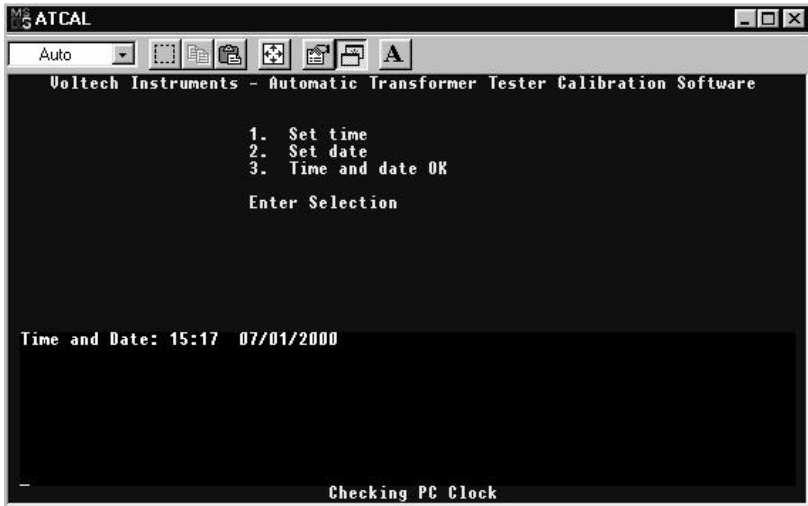 ATCAL
Auto
A
Voltech Instruments - Automatic Transformer Tester Calibration Software
1. Set time
2. Set date
3. Time and date OK
Enter Selection
Time and Date: 15:17 07/01/2000
Checking PC Clock